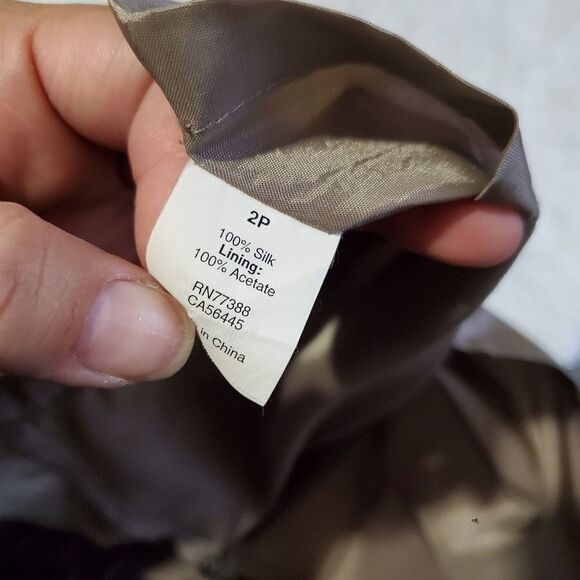 2P
100% Silk
Lining:
100% Acetate
RN77388
CA56445
in China